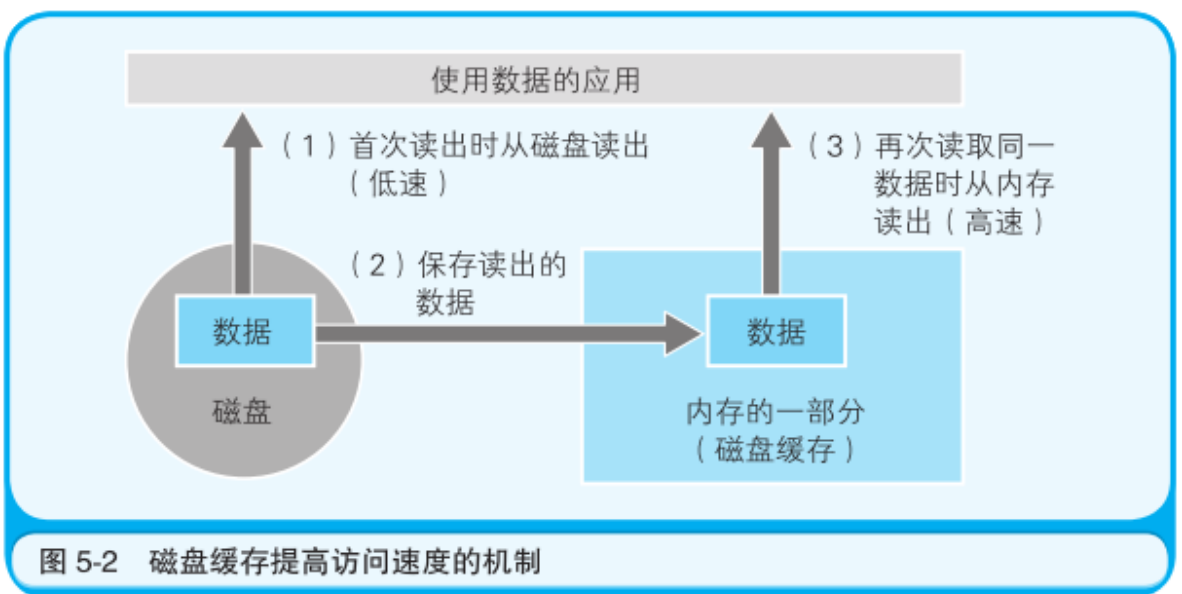 使用数据的应用
（1）首次读出时从磁盘读出
（低速）
（3）再次读取同一
数据时从内存
读出（高速）
（2）保存读出的
数据
数据
数据
磁盘
内存的一部分
（磁盘缓存）
图 5-2 磁盘缓存提高访问速度的机制